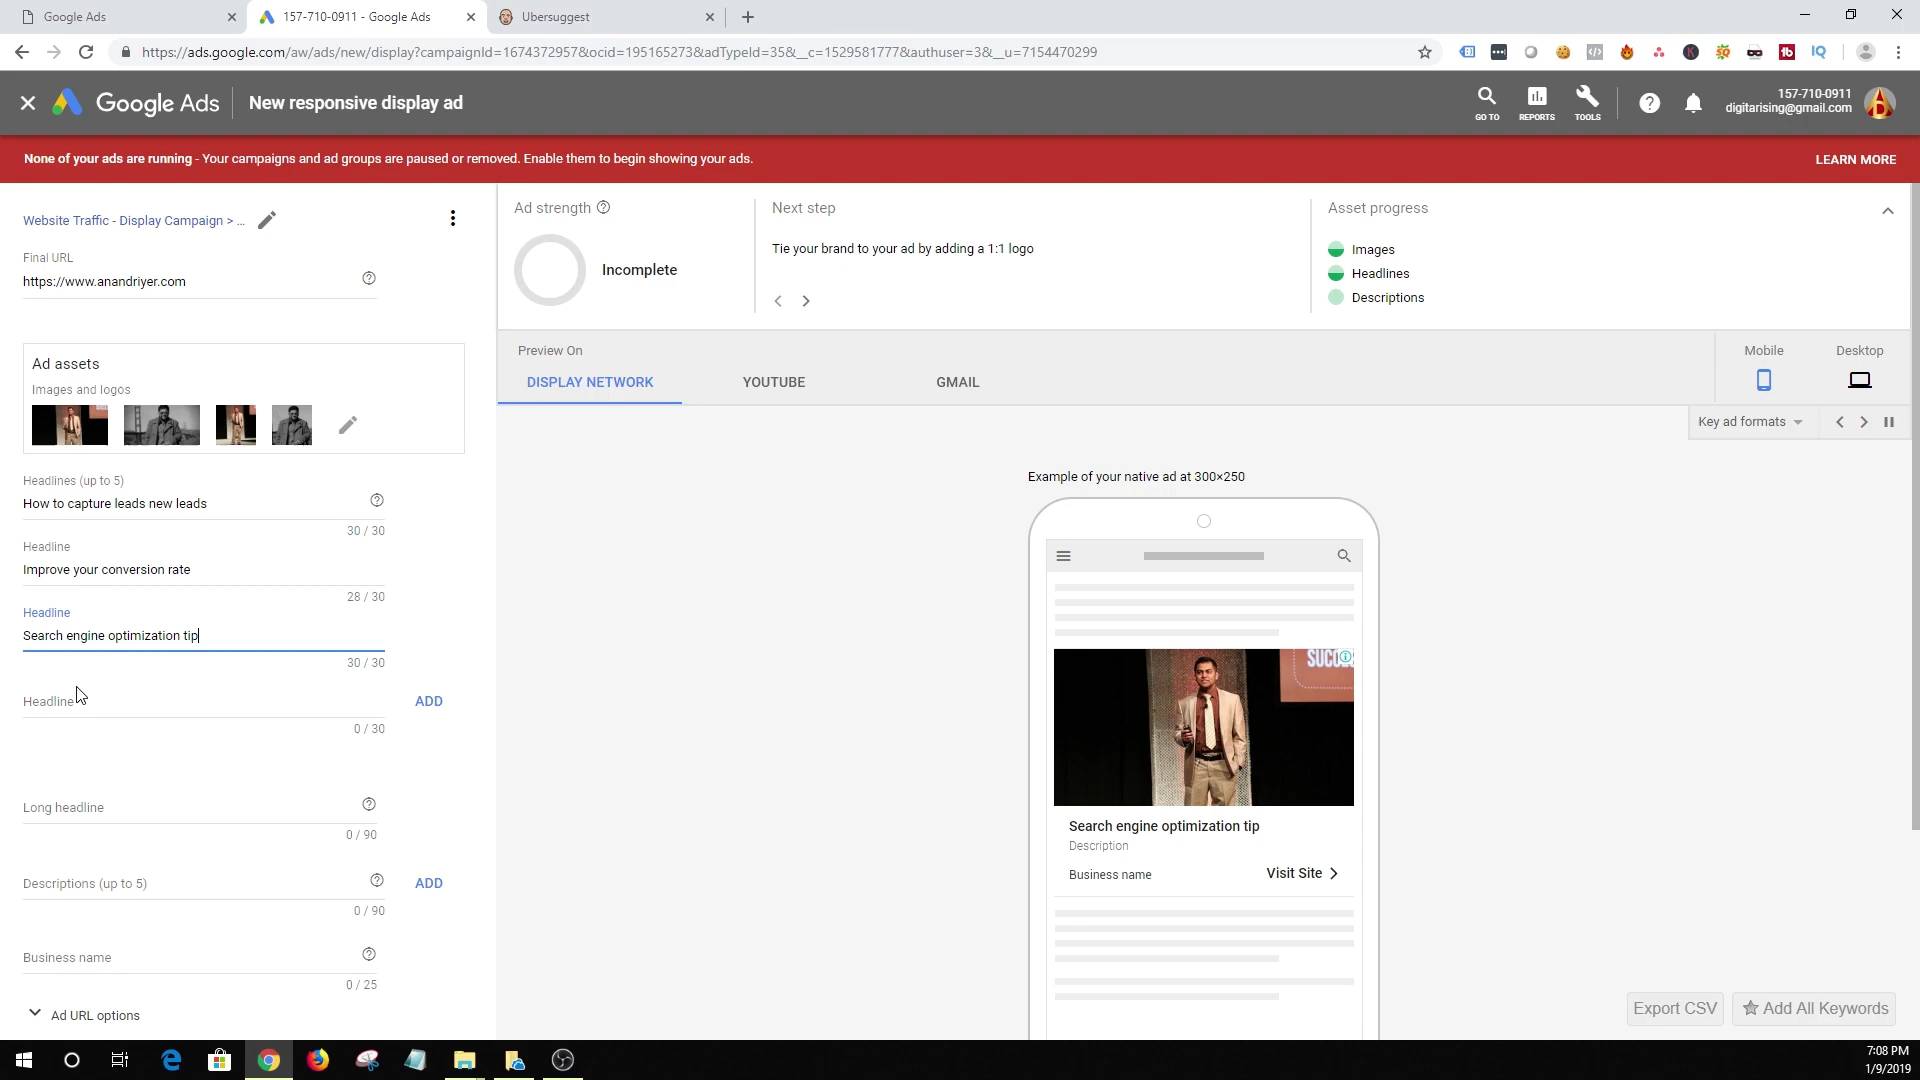 Google Ads
157-710-0911 - Google Ads
Ubersuggest
https://ads.google.com/aw/ads/new/display?campaignId=1674372957&ocid=195165273&adTypeId=35&__c=1529581777&authuser=3&__u=7154470299
Google Ads
New responsive display ad
GO TO
REPORTS
TOOLS
157-710-0911
digitarising@gmail.com
None of your ads are running - Your campaigns and ad groups are paused or removed. Enable them to begin showing your ads.
LEARN MORE
Website Traffic - Display Campaign > ...
Final URL
https://www.anandriyer.com
Ad assets
Images and logos
Headlines (up to 5)
How to capture leads new leads
30 / 30
Headline
Improve your conversion rate
28 / 30
Headline
Search engine optimization tip
30 / 30
Headline
ADD
0 / 30
Long headline
0 / 90
Descriptions (up to 5)
ADD
0 / 90
Business name
0 / 25
Ad URL options
Ad strength
Incomplete
Next step
Tie your brand to your ad by adding a 1:1 logo
Asset progress
Images
Headlines
Descriptions
Preview On
DISPLAY NETWORK
YOUTUBE
GMAIL
Mobile
Desktop
Key ad formats
Example of your native ad at 300×250
Search engine optimization tip
Description
Business name
Visit Site
Export CSV
Add All Keywords
7:08 PM
1/9/2019